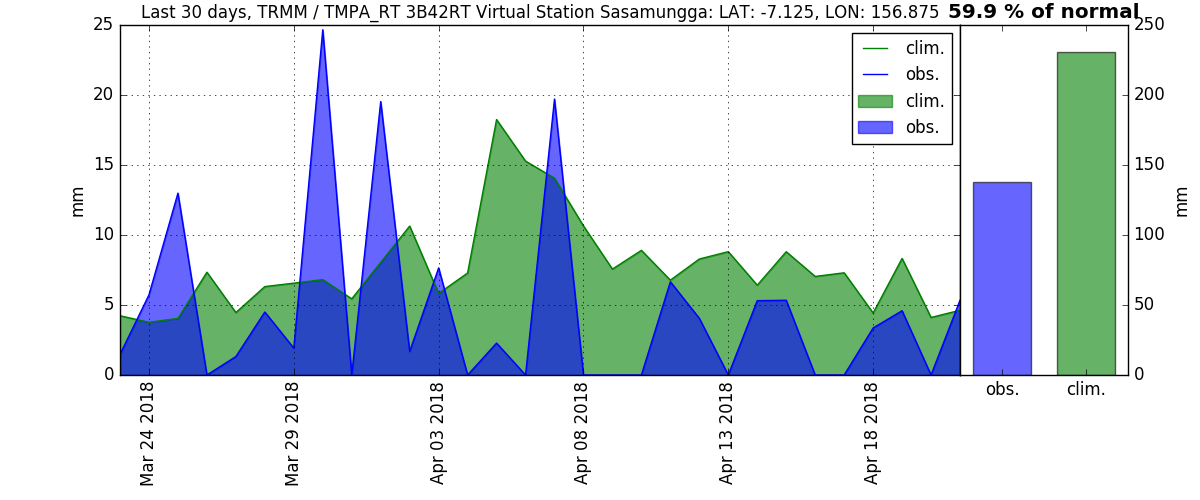 Last 30 days, TRMM / TMPA_RT 3B42RT Virtual Station Sasamungga: LAT: -7.125, LON: 156.875 59.9 % of normal
25
20
15
10
5
0
mm
clim.
obs.
clim.
obs.
250
200
150
100
50
0
mm
Mar 24 2018
Mar 29 2018
Apr 03 2018
Apr 08 2018
Apr 13 2018
Apr 18 2018
obs.
clim.